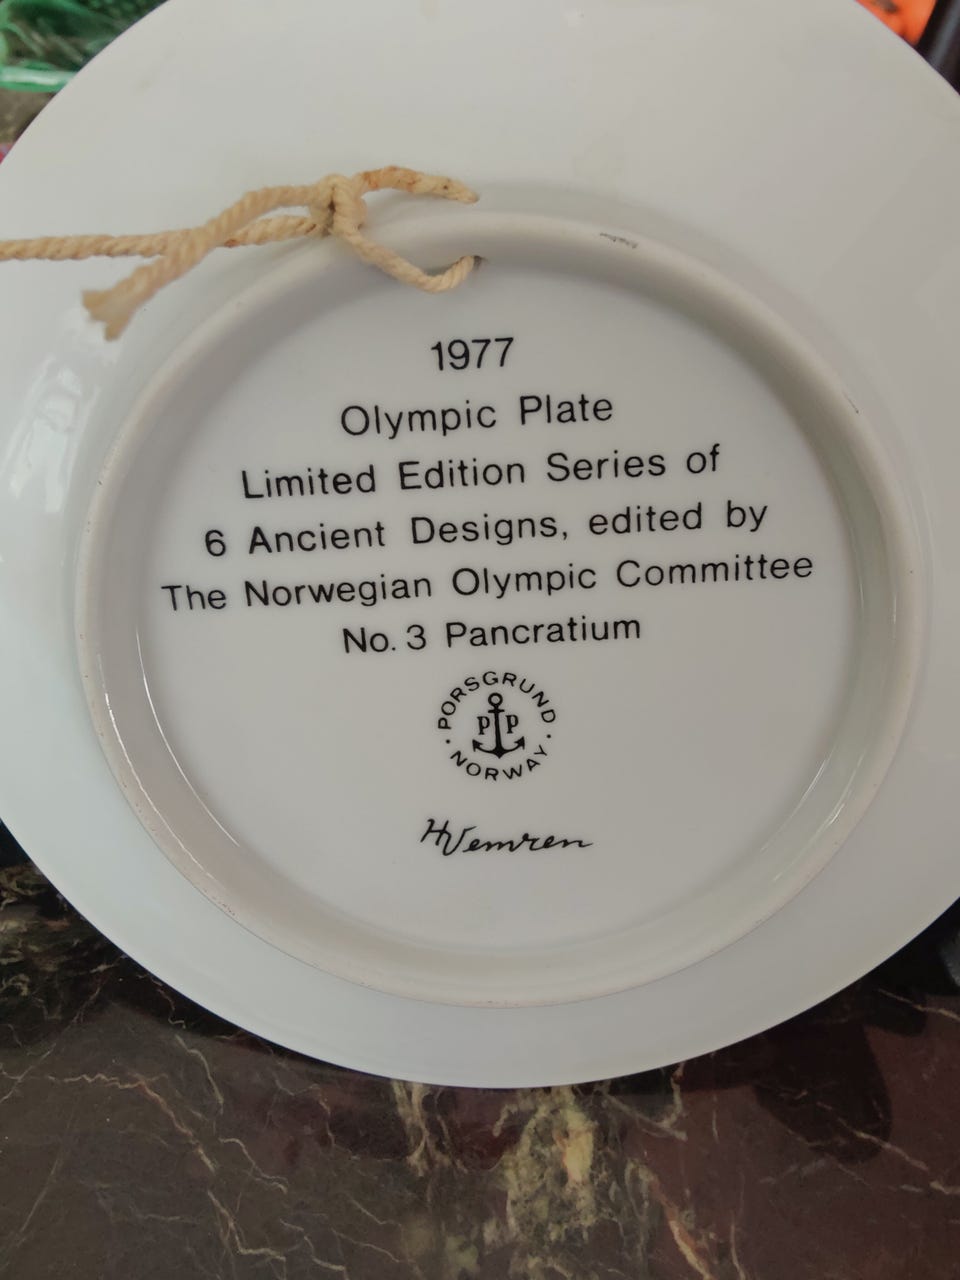 1977
Olympic Plate
Limited Edition Series of
6 Ancient Designs, edited by
The Norwegian Olympic Committee
No. 3 Pancratium
PORSGRUND
PP
· NORWAY ·
HVemren